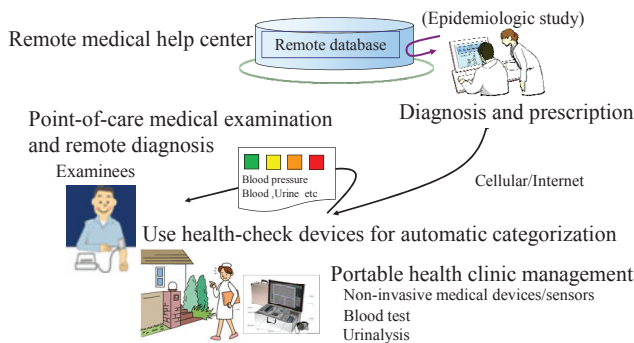 (Epidemiologic study)
Remote medical help center
Remote database
Diagnosis and prescription
Point-of-care medical examination
and remote diagnosis
Examinees
Blood pressure
Blood ,Urine etc
Cellular/Internet
Use health-check devices for automatic categorization
Portable health clinic management
Non-invasive medical devices/sensors
Blood test
Urinalysis